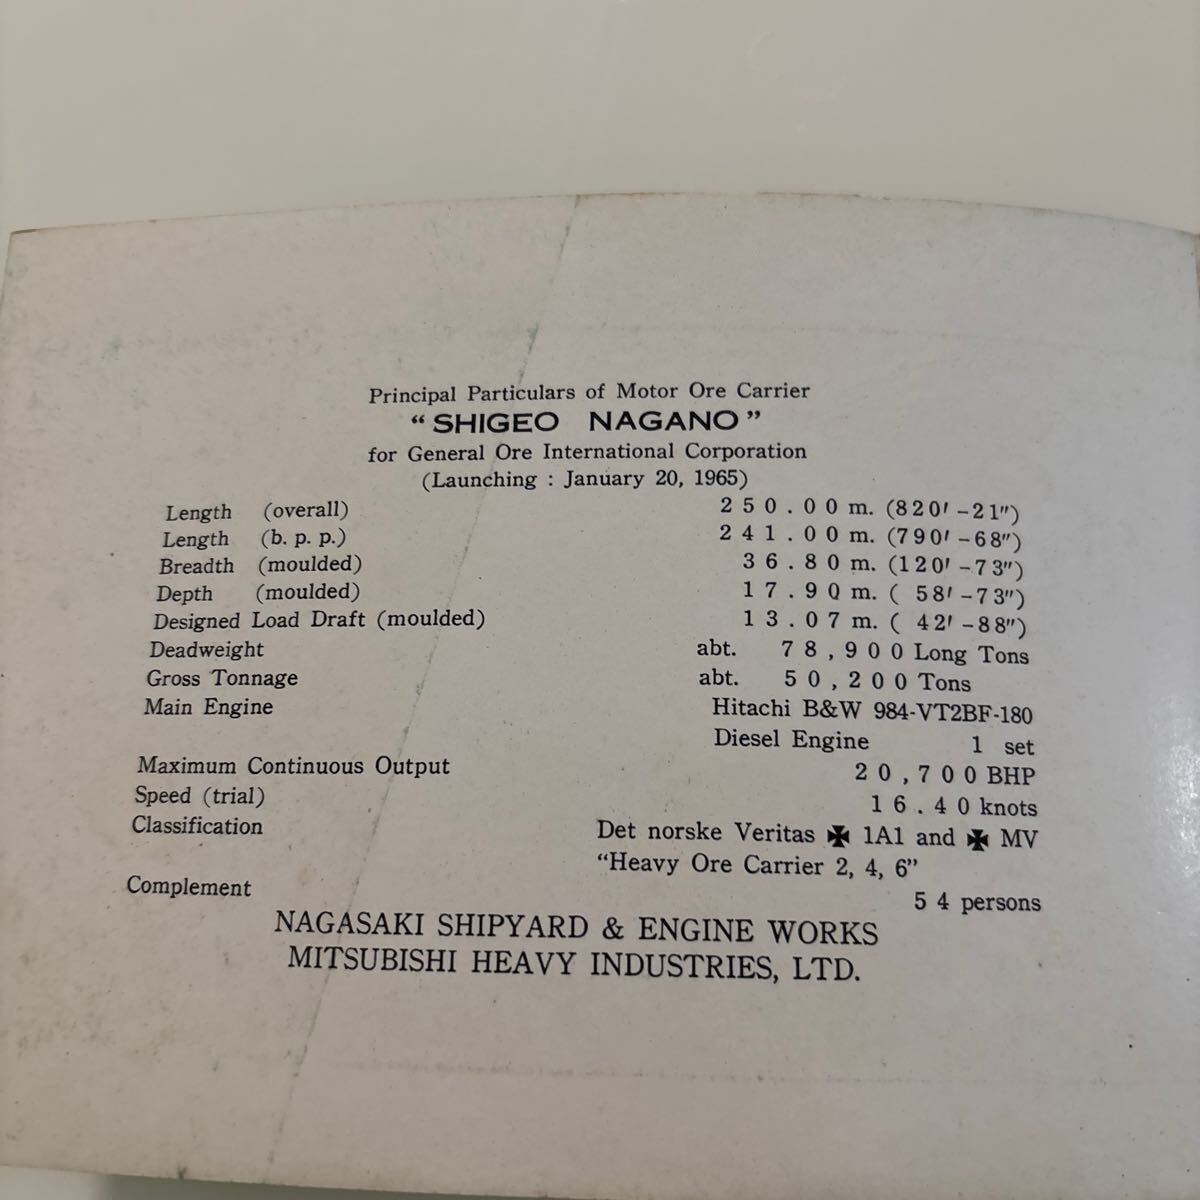 Principal Particulars of Motor Ore Carrier
“SHIGEO NAGANO”
for General Ore International Corporation
(Launching : January 20, 1965)
Length (overall) 250.00 m. (820′-21″)
Length (b. p. p.) 241.00 m. (790′-68″)
Breadth (moulded) 36.80 m. (120′-73″)
Depth (moulded) 17.90 m. ( 58′-73″)
Designed Load Draft (moulded) 13.07 m. ( 42′-88″)
Deadweight abt. 78,900 Long Tons
Gross Tonnage abt. 50,200 Tons
Main Engine Hitachi B&W 984-VT2BF-180
Diesel Engine 1 set
Maximum Continuous Output 20,700 BHP
Speed (trial) 16.40 knots
Classification Det norske Veritas ✠ 1A1 and ✠ MV
“Heavy Ore Carrier 2, 4, 6”
Complement 54 persons
NAGASAKI SHIPYARD & ENGINE WORKS
MITSUBISHI HEAVY INDUSTRIES, LTD.